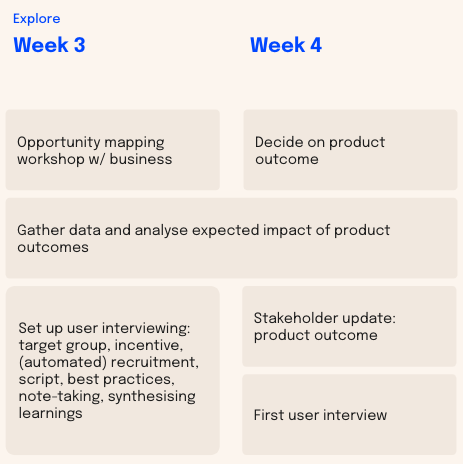 Explore
Week 3
Week 4
Opportunity mapping
workshop w/ business
Decide on product
outcome
Gather data and analyse expected impact of product
outcomes
Set up user interviewing:
target group, incentive,
(automated) recruitment,
script, best practices,
note-taking, synthesising
learnings
Stakeholder update:
product outcome
First user interview